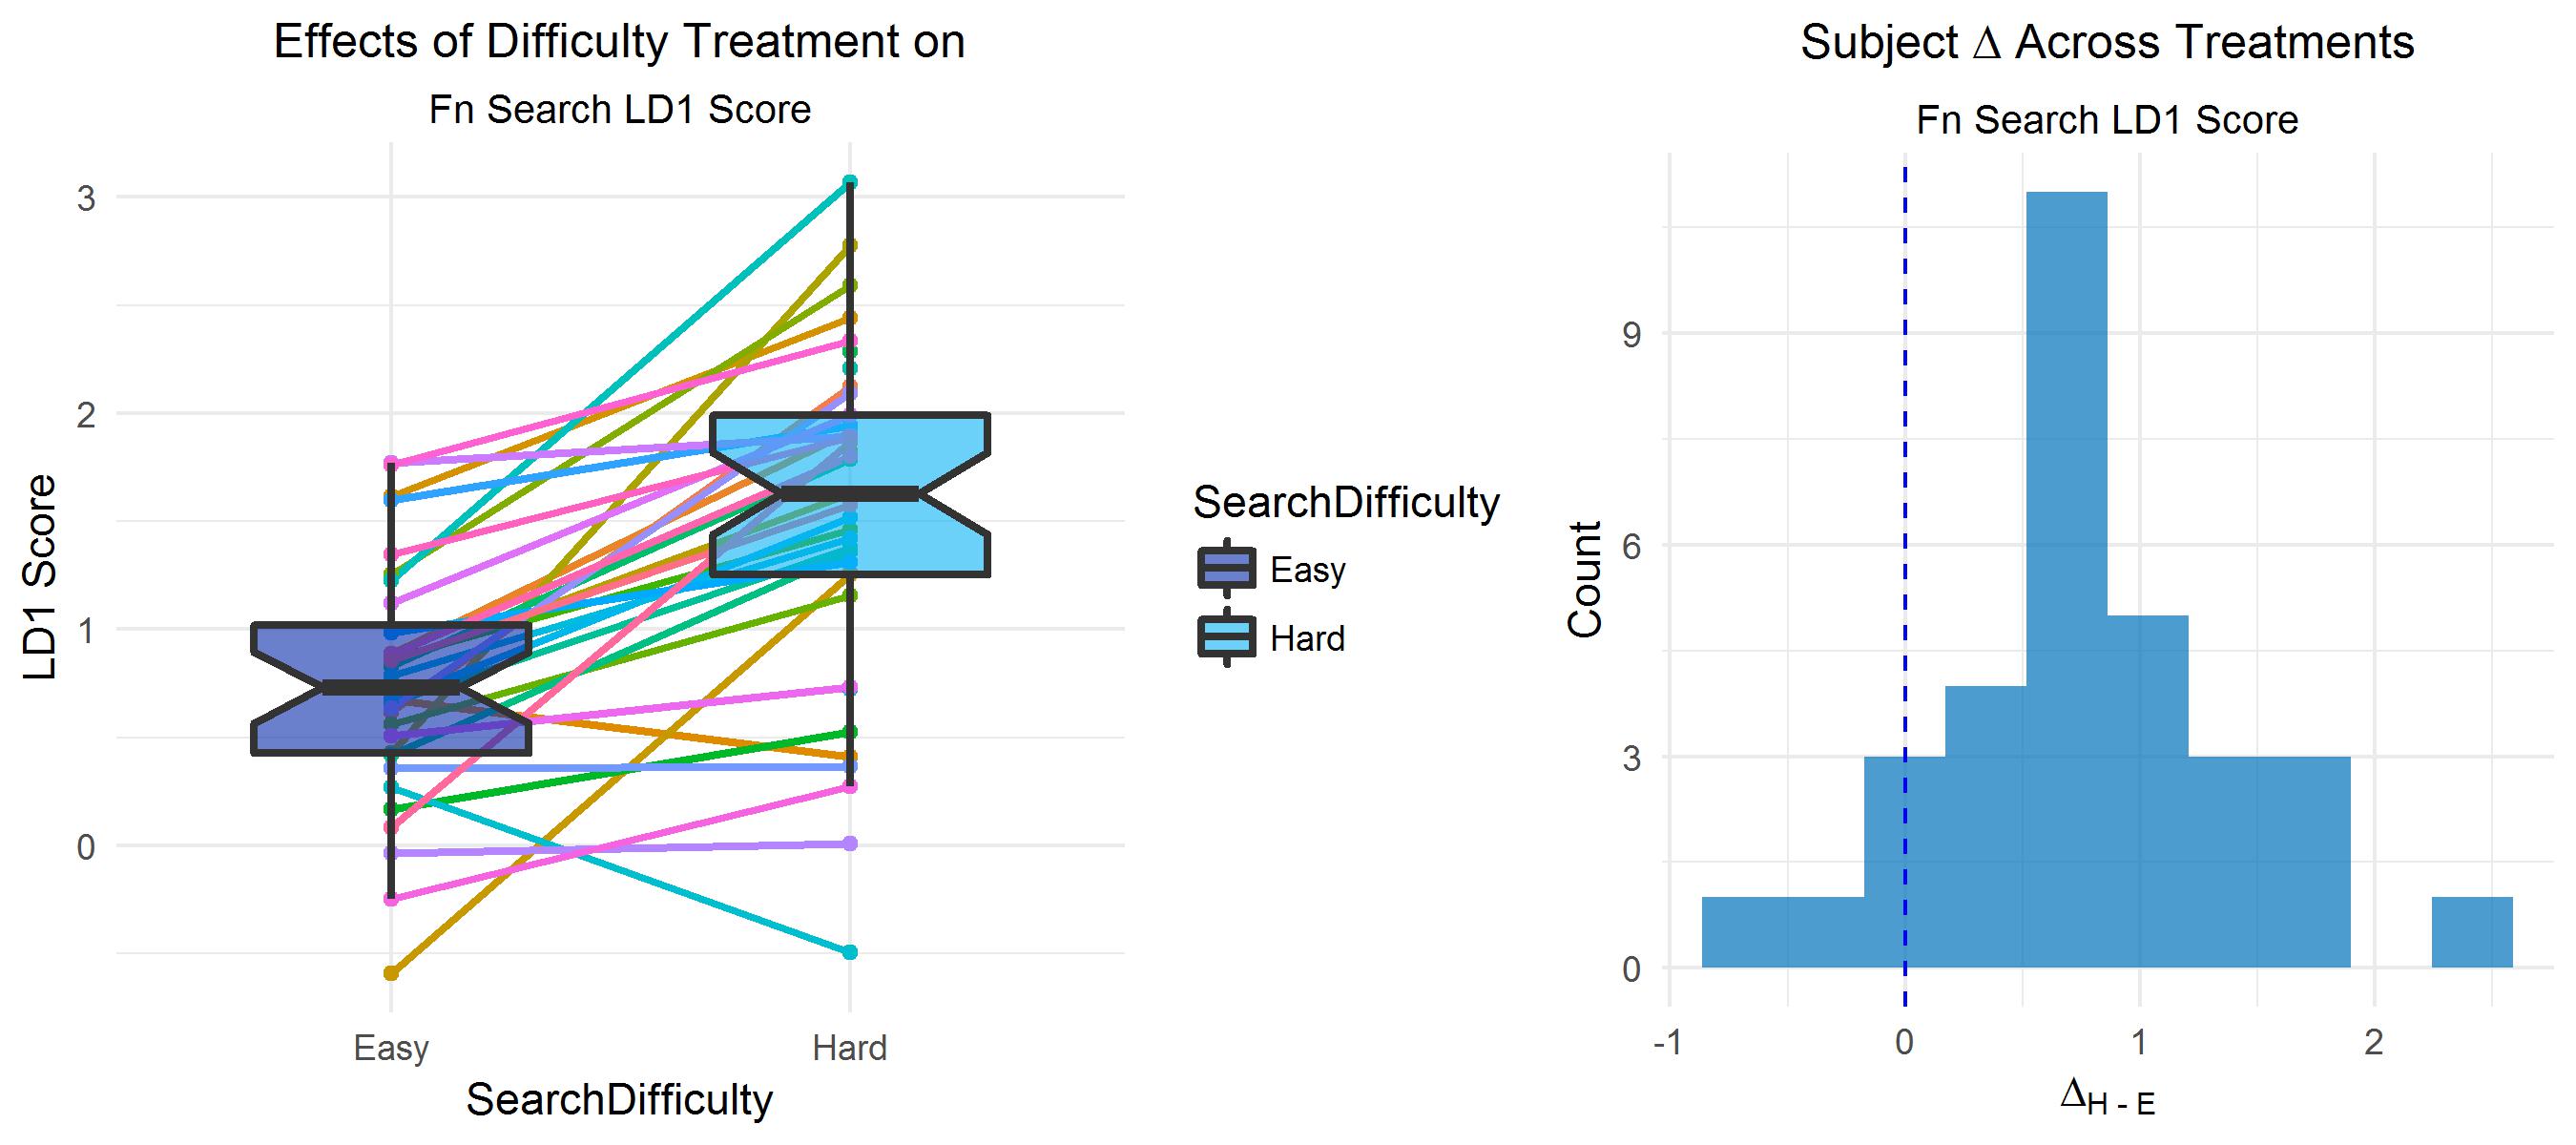 Effects of Difficulty Treatment on
Fn Search LD1 Score
LD1 Score
3
2
1
0
Easy
Hard
SearchDifficulty
SearchDifficulty
Easy
Hard
Subject Δ Across Treatments
Fn Search LD1 Score
Count
9
6
3
0
-1
0
1
2
ΔH - E